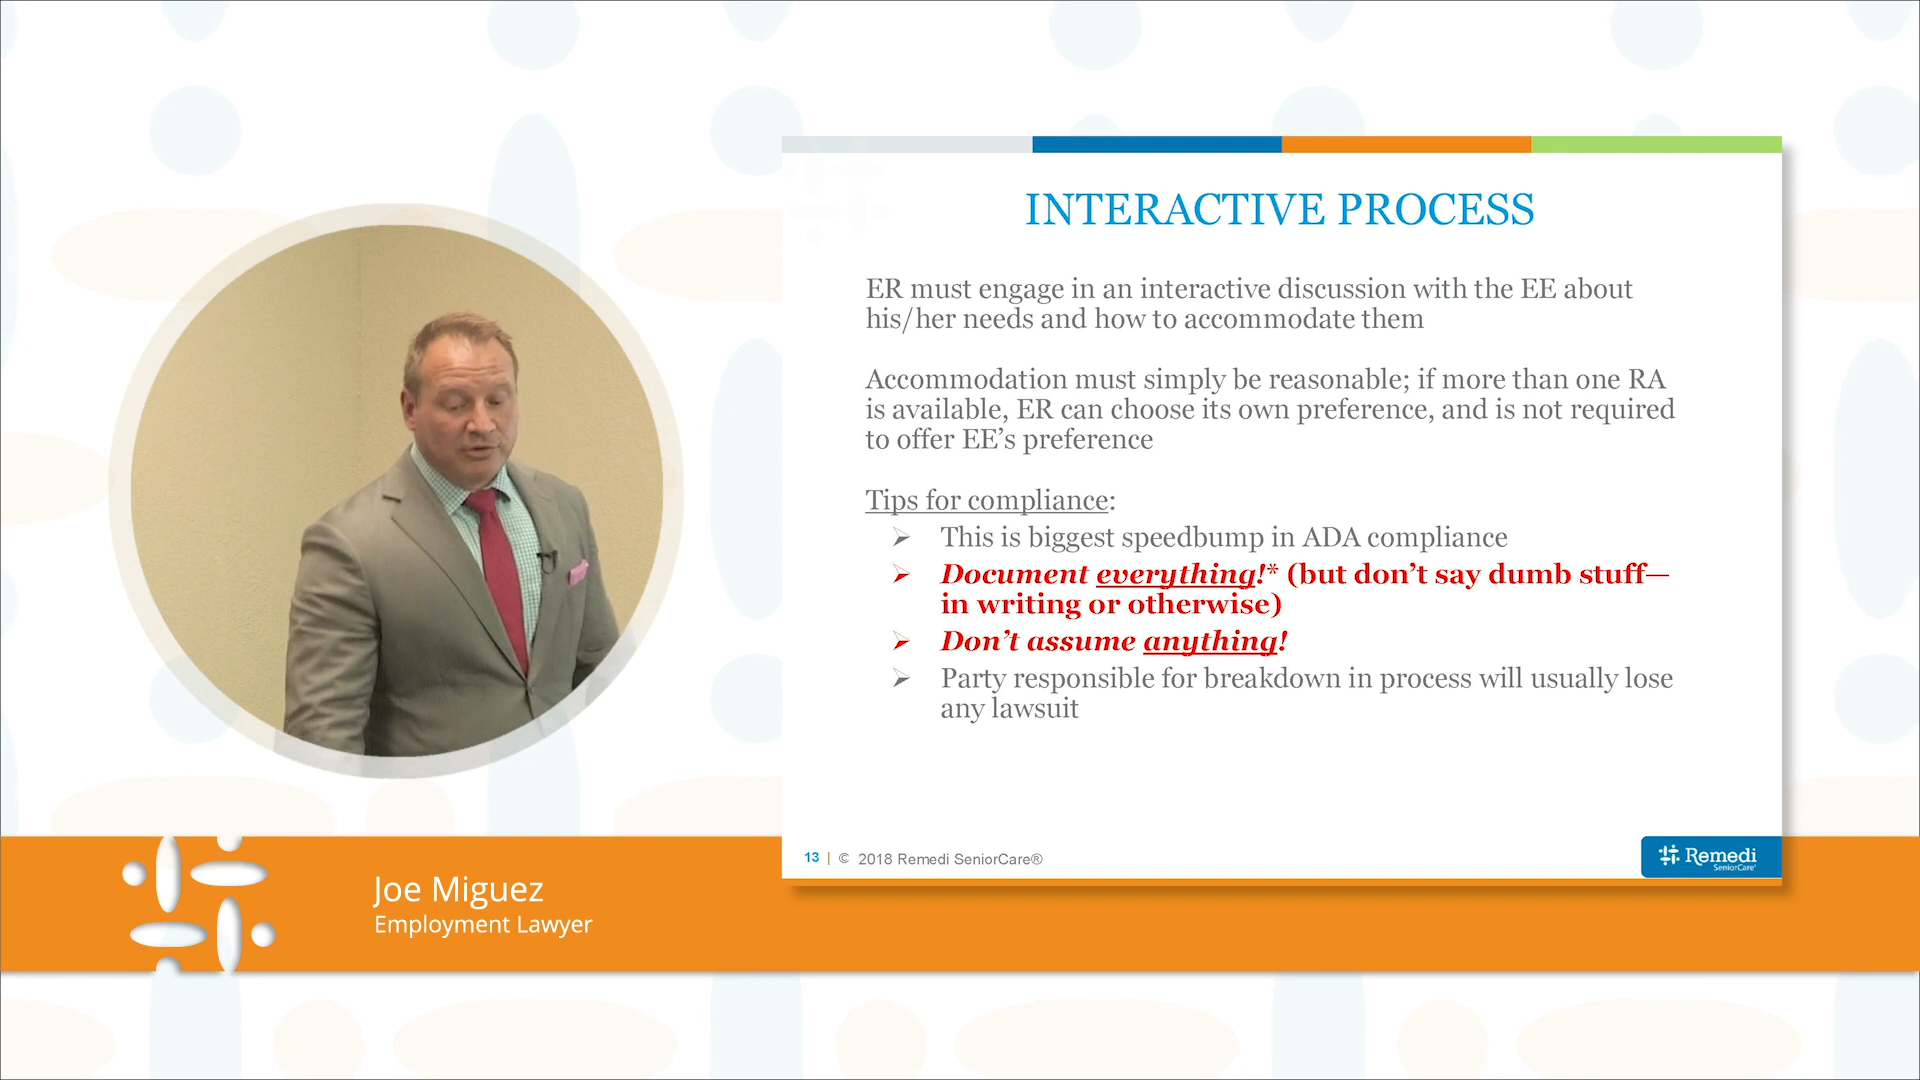 INTERACTIVE PROCESS
ER must engage in an interactive discussion with the EE about
his/her needs and how to accommodate them
Accommodation must simply be reasonable; if more than one RA
is available, ER can choose its own preference, and is not required
to offer EE’s preference
Tips for compliance:
➢ This is biggest speedbump in ADA compliance
➢ Document everything!* (but don’t say dumb stuff—
in writing or otherwise)
➢ Don’t assume anything!
➢ Party responsible for breakdown in process will usually lose
any lawsuit
13 | © 2018 Remedi SeniorCare®
Remedi
SeniorCare®
Joe Miguez
Employment Lawyer